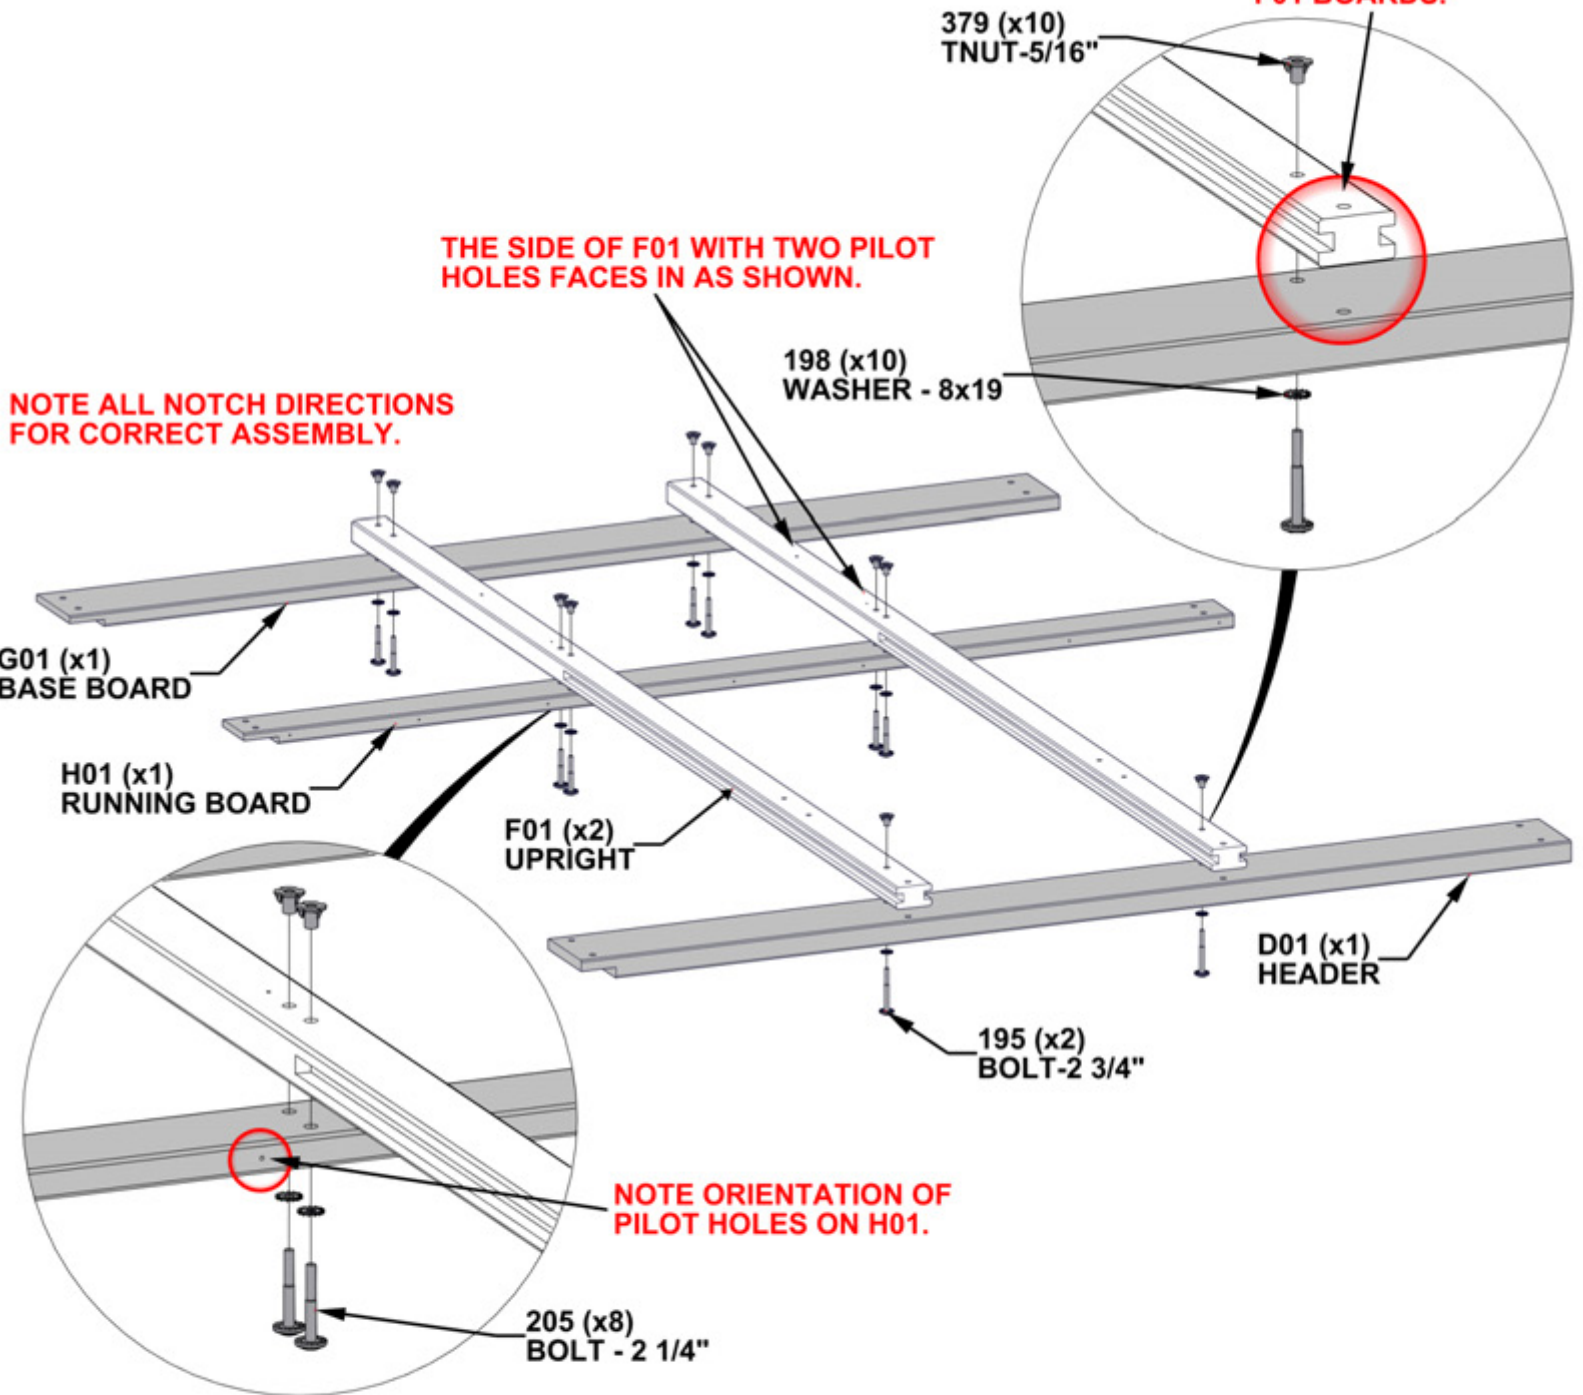 379 (x10)
TNUT-5/16"
F01 BOARDS.
THE SIDE OF F01 WITH TWO PILOT
HOLES FACES IN AS SHOWN.
198 (x10)
WASHER - 8x19
NOTE ALL NOTCH DIRECTIONS
FOR CORRECT ASSEMBLY.
G01 (x1)
BASE BOARD
H01 (x1)
RUNNING BOARD
F01 (x2)
UPRIGHT
D01 (x1)
HEADER
195 (x2)
BOLT-2 3/4"
NOTE ORIENTATION OF
PILOT HOLES ON H01.
205 (x8)
BOLT - 2 1/4"